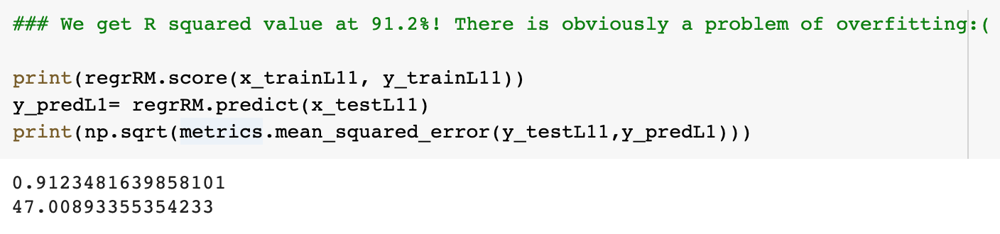 ### We get R squared value at 91.2%! There is obviously a problem of overfitting:(
print(regrRM.score(x_trainL11, y_trainL11))
y_predL1= regrRM.predict(x_testL11)
print(np.sqrt(metrics.mean_squared_error(y_testL11,y_predL1)))
0.9123481639858101
47.00893355354233